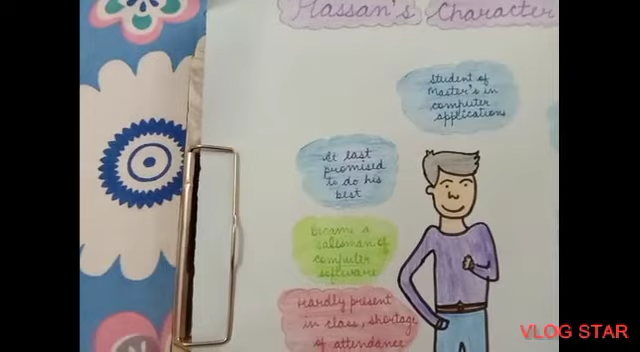 Hassan's Character
Student of
Master's in
computer
applications
At last
promised
to do his
best
became a
salesman of
computer
software
Hardly present
in class, shortage
of attendance
VLOG STAR